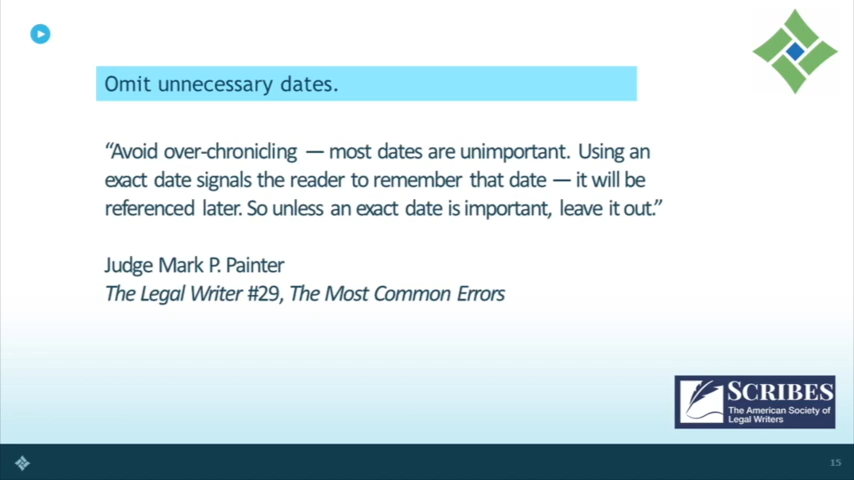 Omit unnecessary dates.
“Avoid over-chronicling — most dates are unimportant. Using an
exact date signals the reader to remember that date — it will be
referenced later. So unless an exact date is important, leave it out.”
Judge Mark P. Painter
The Legal Writer #29, The Most Common Errors
SCRIBES
The American Society of
Legal Writers
15